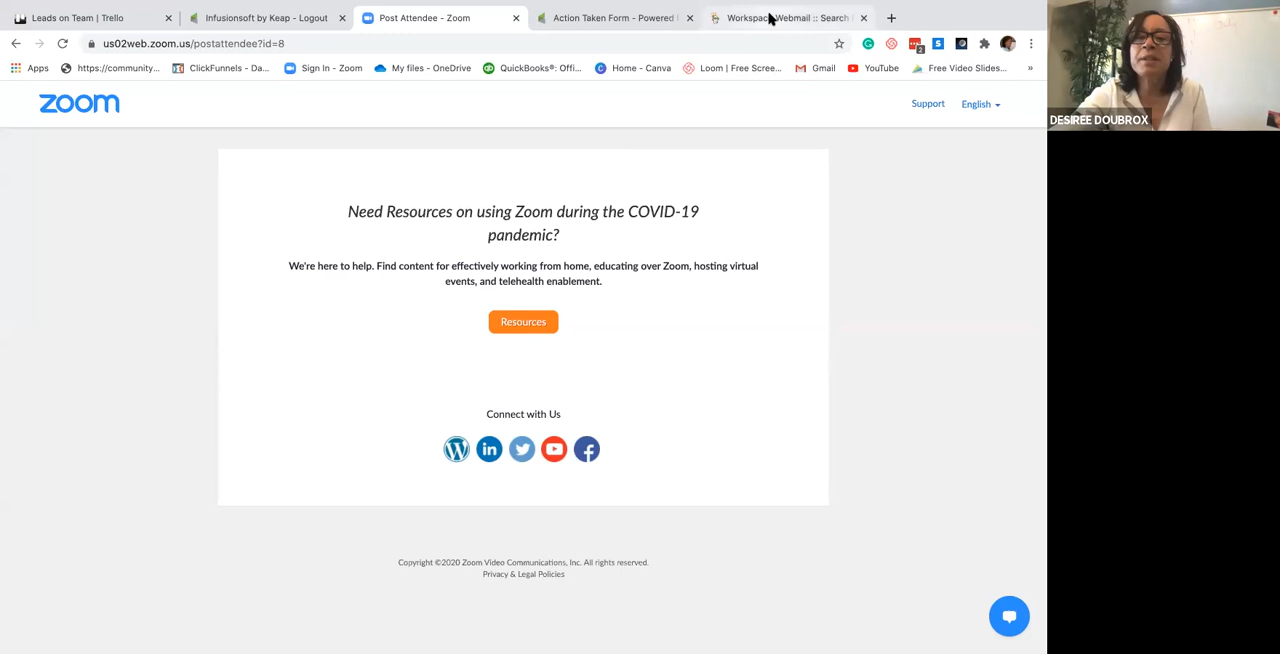 Leads on Team | Trello
Infusionsoft by Keap - Logout
Post Attendee - Zoom
Action Taken Form - Powered
Workspac Webmail :: Search
us02web.zoom.us/postattendee?id=8
2
Apps
https://community...
ClickFunnels - Da...
Sign In - Zoom
My files - OneDrive
QuickBooks®: Offi...
Home - Canva
Loom | Free Scree...
Gmail
YouTube
Free Video Slides...
»
zoom
Support
English
Need Resources on using Zoom during the COVID-19
pandemic?
We're here to help. Find content for effectively working from home, educating over Zoom, hosting virtual
events, and telehealth enablement.
Resources
Connect with Us
Copyright ©2020 Zoom Video Communications, Inc. All rights reserved.
Privacy & Legal Policies
DESIREE DOUBROX